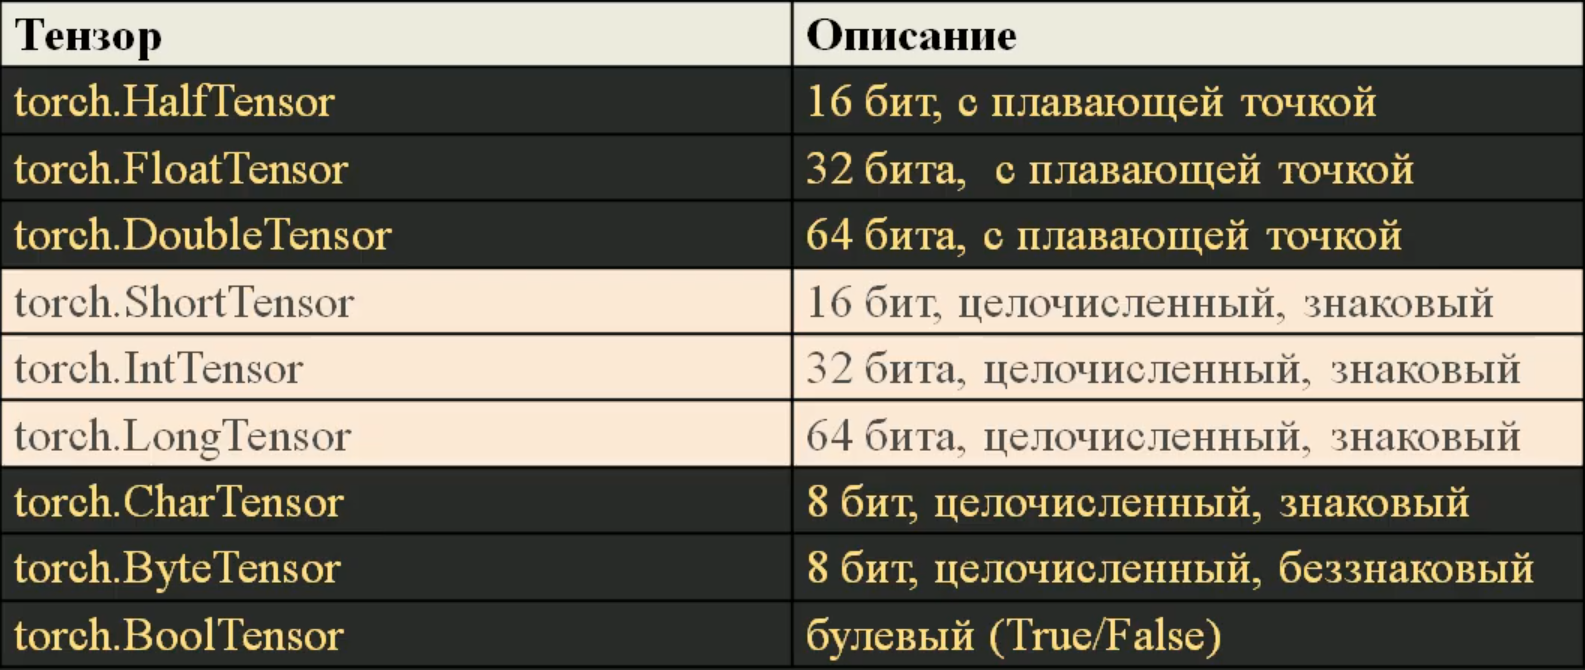 Тензор Описание
torch.HalfTensor 16 бит, с плавающей точкой
torch.FloatTensor 32 бита, с плавающей точкой
torch.DoubleTensor 64 бита, с плавающей точкой
torch.ShortTensor 16 бит, целочисленный, знаковый
torch.IntTensor 32 бита, целочисленный, знаковый
torch.LongTensor 64 бита, целочисленный, знаковый
torch.CharTensor 8 бит, целочисленный, знаковый
torch.ByteTensor 8 бит, целочисленный, беззнаковый
torch.BoolTensor булевый (True/False)